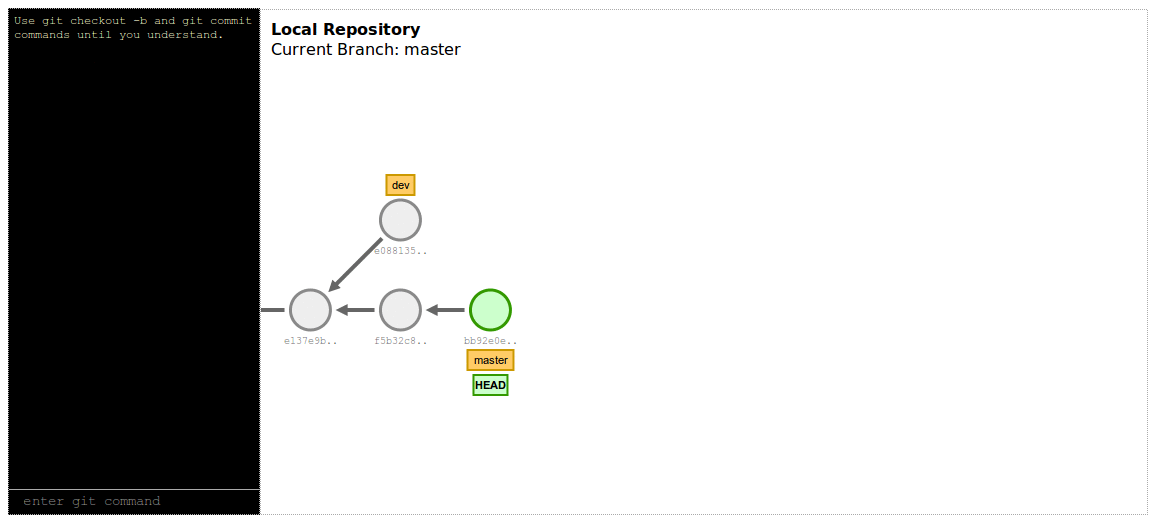 Use git checkout -b and git commit
commands until you understand.
Local Repository
Current Branch: master
dev
e088135..
e137e9b..
f5b32c8..
bb92e0e..
master
HEAD
enter git command